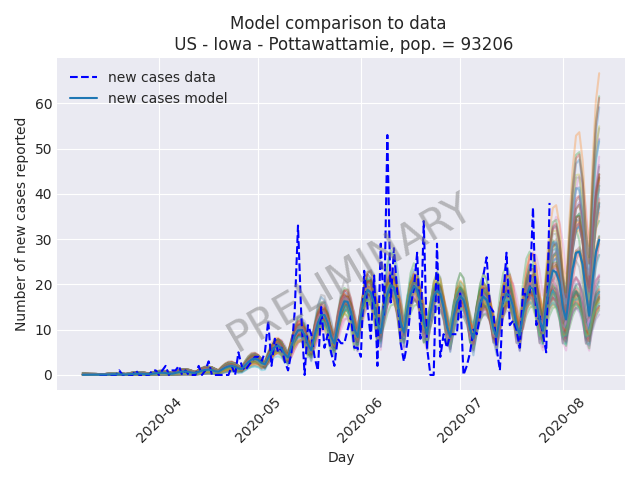 Model comparison to data
US - Iowa - Pottawattamie, pop. = 93206
new cases data
new cases model
PRELIMINARY
Number of new cases reported
60
50
40
30
20
10
0
2020-04
2020-05
2020-06
2020-07
2020-08
Day